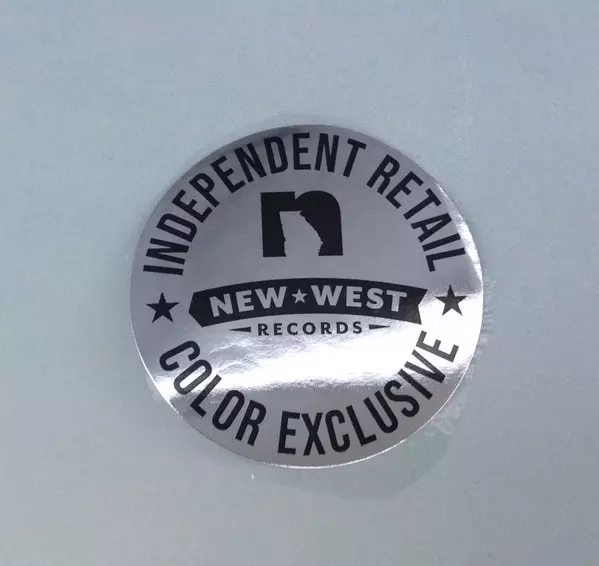 INDEPENDENT RETAIL
n
NEW★WEST
RECORDS
COLOR EXCLUSIVE